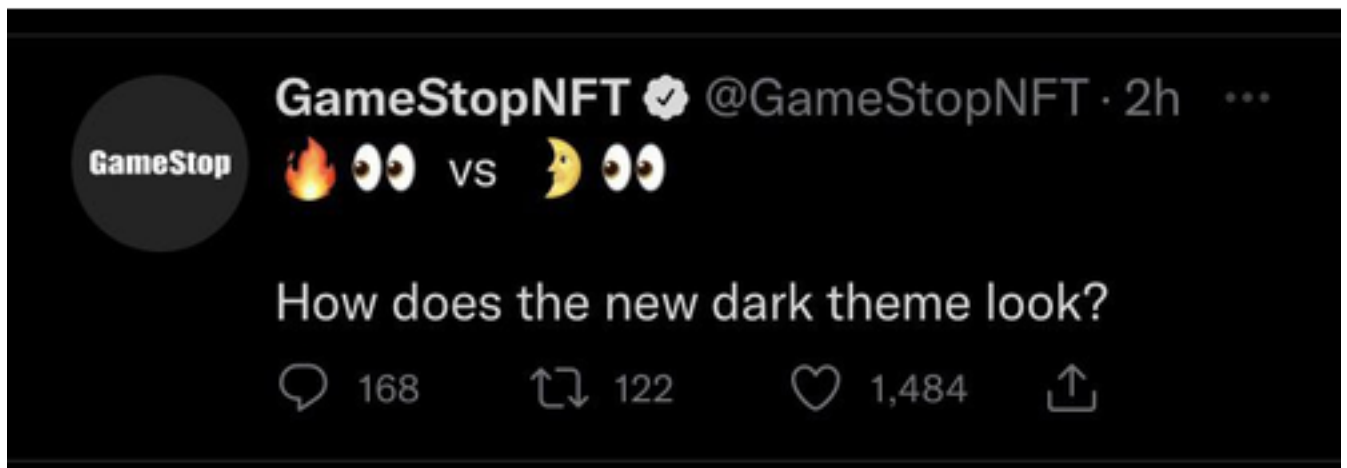 GameStop
GameStopNFT @GameStopNFT · 2h
🔥👀 vs 🌛👀
How does the new dark theme look?
168 122 1,484